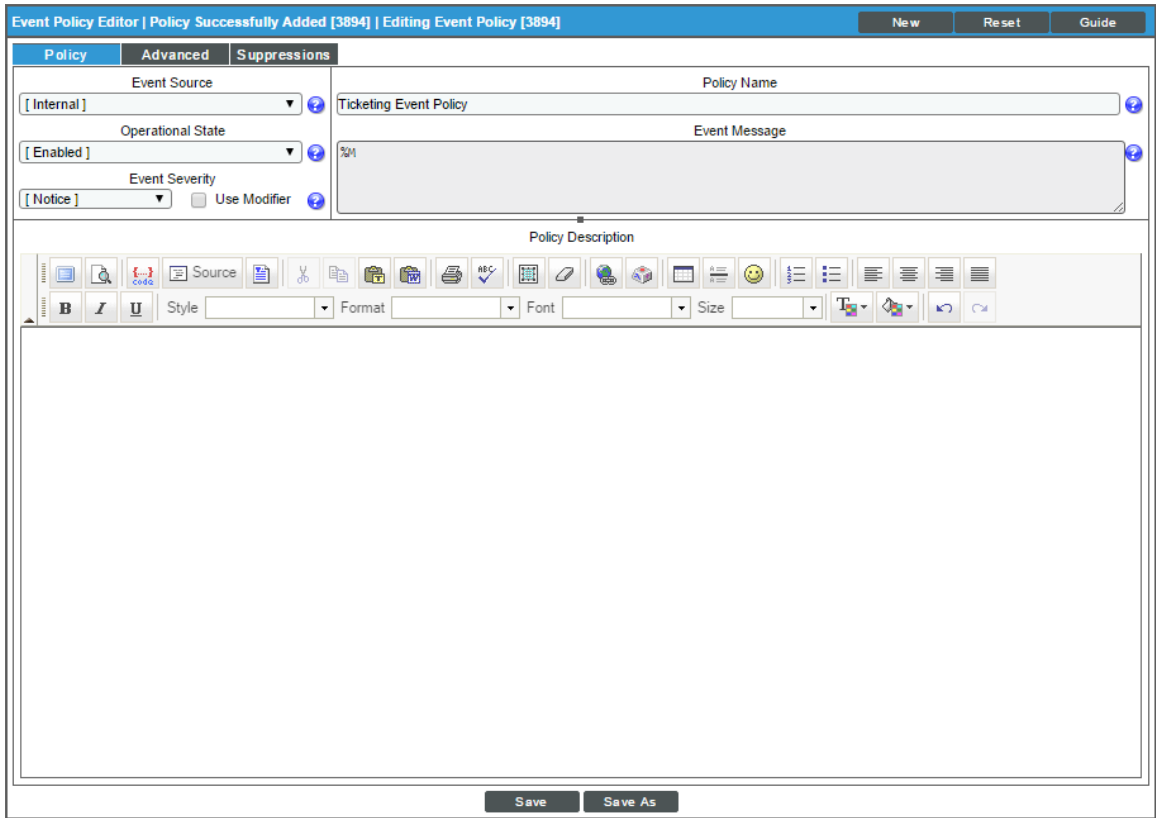 Event Policy Editor | Policy Successfully Added [3894] | Editing Event Policy [3894] New Reset Guide
Policy Advanced Suppressions
Event Source Policy Name
[ Internal ] Ticketing Event Policy
Operational State Event Message
[ Enabled ] %M
Event Severity
[ Notice ] Use Modifier
Policy Description
{...} code Source ABC
B I U Style Format Font Size
Save Save As